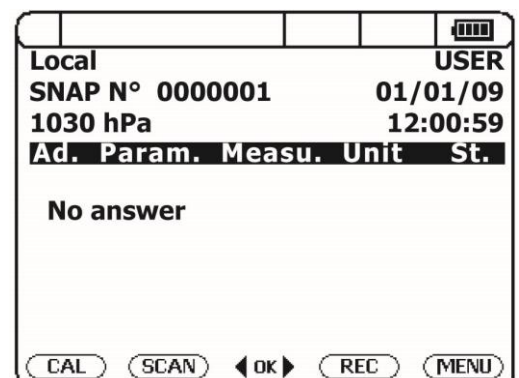 Local USER
SNAP N° 0000001 01/01/09
1030 hPa 12:00:59
Ad. Param. Measu. Unit St.
No answer
CAL SCAN OK REC MENU